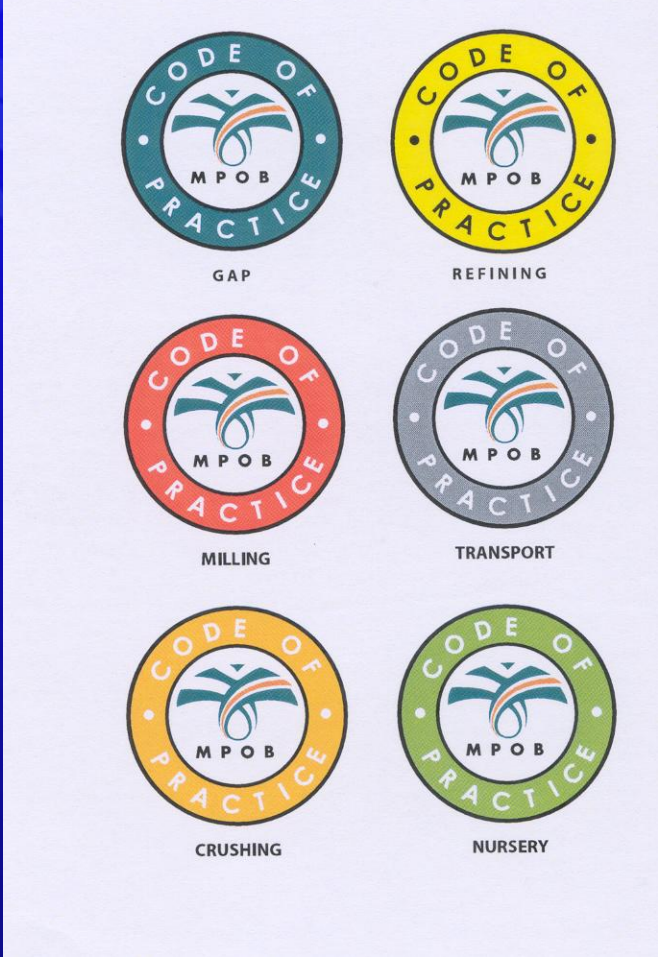 CODE OF PRACTICE
MPOB
GAP
CODE OF PRACTICE
MPOB
REFINING
CODE OF PRACTICE
MPOB
MILLING
CODE OF PRACTICE
MPOB
TRANSPORT
CODE OF PRACTICE
MPOB
CRUSHING
CODE OF PRACTICE
MPOB
NURSERY